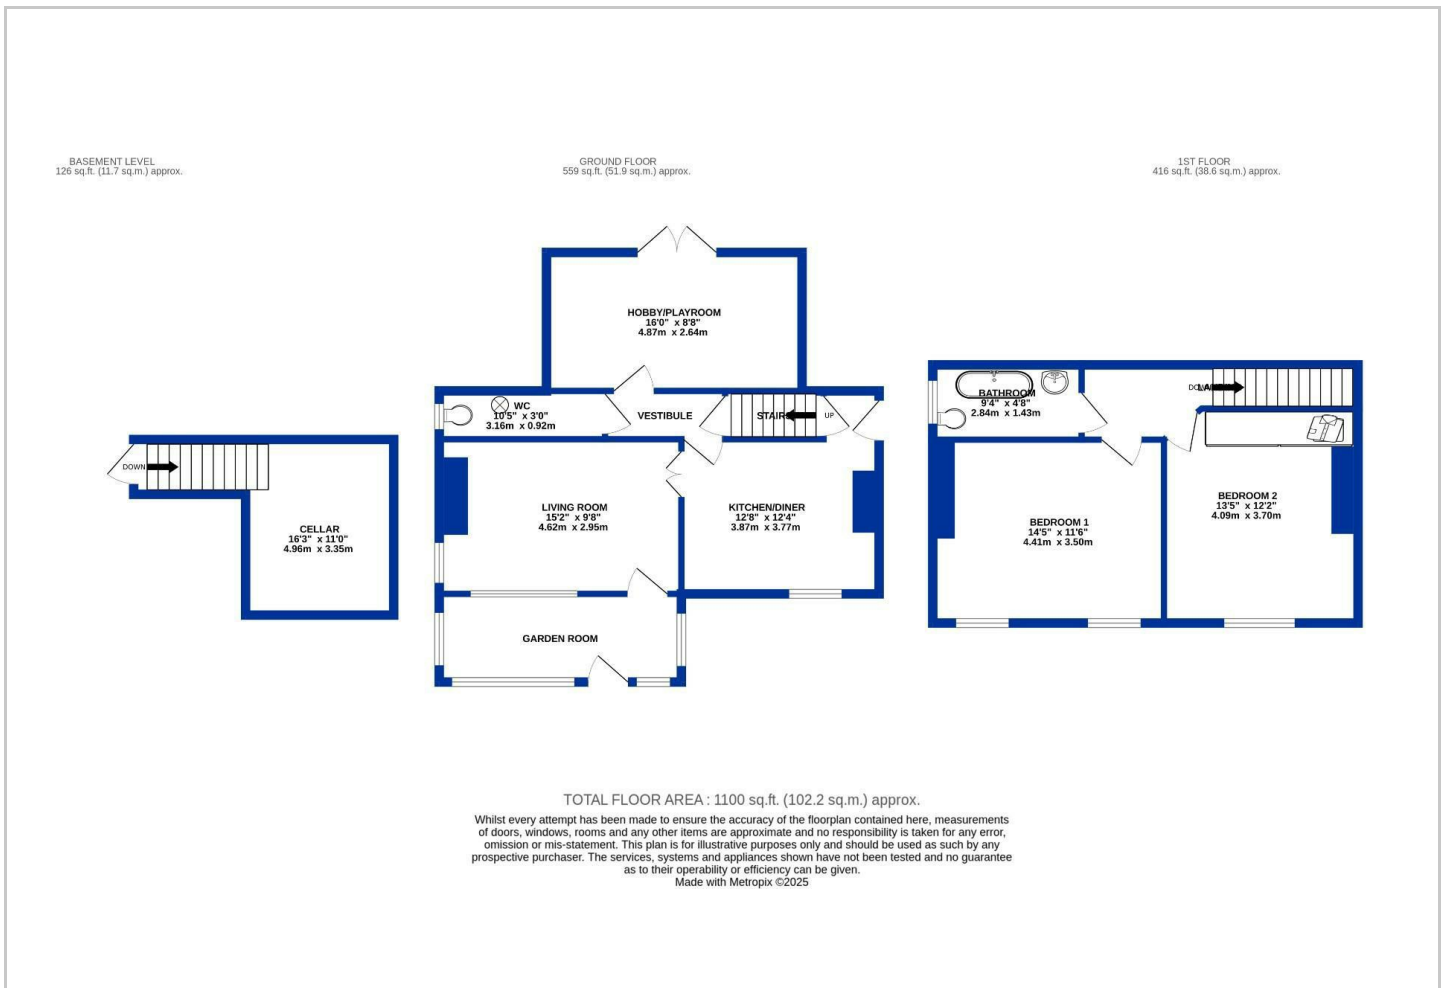 BASEMENT LEVEL
126 sq.ft. (11.7 sq.m.) approx.
GROUND FLOOR
559 sq.ft. (51.9 sq.m.) approx.
1ST FLOOR
416 sq.ft. (38.6 sq.m.) approx.
HOBBY/PLAYROOM
16'0" x 8'8"
4.87m x 2.64m
WC
10'5" x 3'0"
3.16m x 0.92m
VESTIBULE
STAIRS
UP
LIVING ROOM
15'2" x 9'8"
4.62m x 2.95m
KITCHEN/DINER
12'8" x 12'4"
3.87m x 3.77m
GARDEN ROOM
DOWN
CELLAR
16'3" x 11'0"
4.96m x 3.35m
BATHROOM
9'4" x 4'8"
2.84m x 1.43m
DOWN
BEDROOM 1
14'5" x 11'6"
4.41m x 3.50m
BEDROOM 2
13'5" x 12'2"
4.09m x 3.70m
TOTAL FLOOR AREA : 1100 sq.ft. (102.2 sq.m.) approx.
Whilst every attempt has been made to ensure the accuracy of the floorplan contained here, measurements
of doors, windows, rooms and any other items are approximate and no responsibility is taken for any error,
omission or mis-statement. This plan is for illustrative purposes only and should be used as such by any
prospective purchaser. The services, systems and appliances shown have not been tested and no guarantee
as to their operability or efficiency can be given.
Made with Metropix ©2025